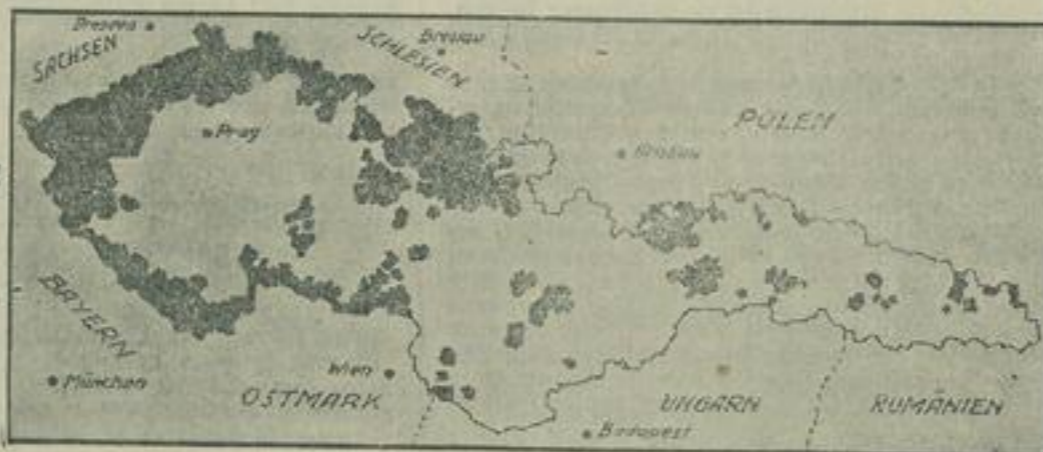 Dresden
SACHSEN
SCHLESIEN
Breslau
Prag
POLEN
Krakau
BAYERN
München
Wien
OSTMARK
UNGARN
RUMÄNIEN
Budapest